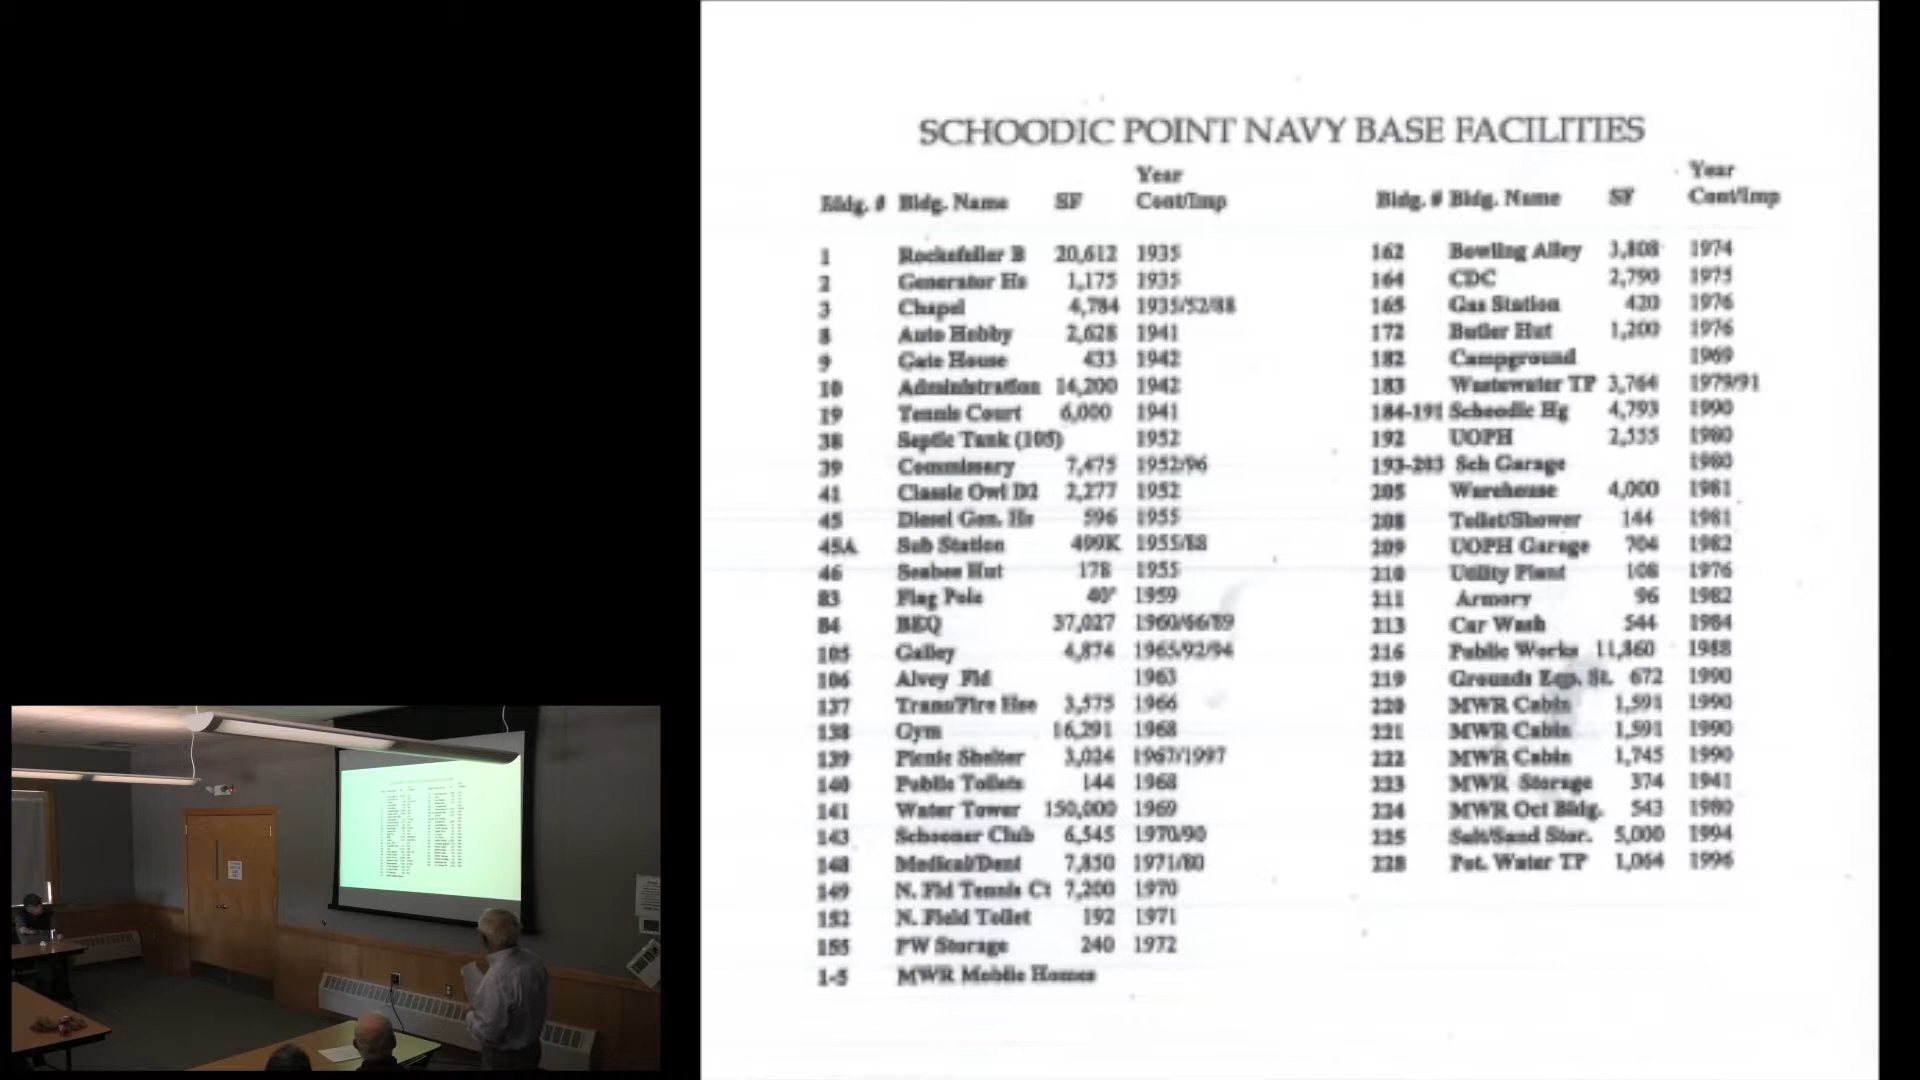 SCHOODIC POINT NAVY BASE FACILITIES
Bldg. # Bldg. Name SF Year Cont/Imp
1 Rockefeller B 20,612 1935
2 Generator Hs 1,175 1935
3 Chapel 4,784 1935/52/88
8 Auto Hobby 2,628 1941
9 Gate House 433 1942
10 Administration 14,200 1942
19 Tennis Court 6,000 1941
38 Septic Tank (105) 1952
39 Commissary 7,475 1952/96
41 Classic Owl D2 2,277 1952
45 Diesel Gen. Hs 596 1955
45A Sub Station 499K 1955/88
46 Seabee Hut 178 1955
83 Flag Pole 40' 1959
84 BEQ 37,027 1960/66/89
105 Galley 4,874 1965/92/94
106 Alvey Fld 1963
137 Trans/Fire Hse 3,575 1966
138 Gym 16,291 1968
139 Picnic Shelter 3,024 1967/1997
140 Public Toilets 144 1968
141 Water Tower 150,000 1969
143 Schooner Club 6,545 1970/90
148 Medical/Dent 7,850 1971/80
149 N. Fld Tennis Ct 7,200 1970
152 N. Field Toilet 192 1971
155 PW Storage 240 1972
1-5 MWR Mobile Homes
Bldg. # Bldg. Name SF Year Cont/Imp
162 Bowling Alley 3,808 1974
164 CDC 2,790 1975
165 Gas Station 420 1976
172 Butler Hut 1,200 1976
182 Campground 1969
183 Wastewater TP 3,764 1979/91
184-191 Schoodic Hg 4,793 1990
192 UOPH 2,555 1980
193-203 Sch Garage 1980
205 Warehouse 4,000 1981
208 Toilet/Shower 144 1981
209 UOPH Garage 704 1982
210 Utility Plant 108 1976
211 Armory 96 1982
213 Car Wash 544 1984
216 Public Works 11,860 1988
219 Grounds Eqp. St. 672 1990
220 MWR Cabin 1,591 1990
221 MWR Cabin 1,591 1990
222 MWR Cabin 1,745 1990
223 MWR Storage 374 1941
224 MWR Oct Bldg. 543 1980
225 Salt/Sand Stor. 5,000 1994
228 Pot. Water TP 1,064 1996